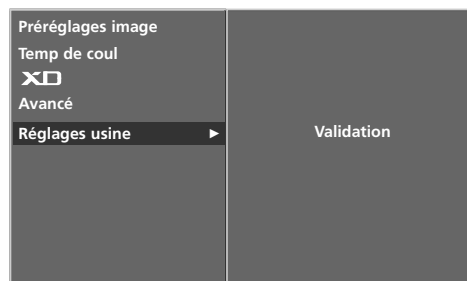 Préréglages image
Temp de coul
XD
Avancé
Réglages usine ►
Validation